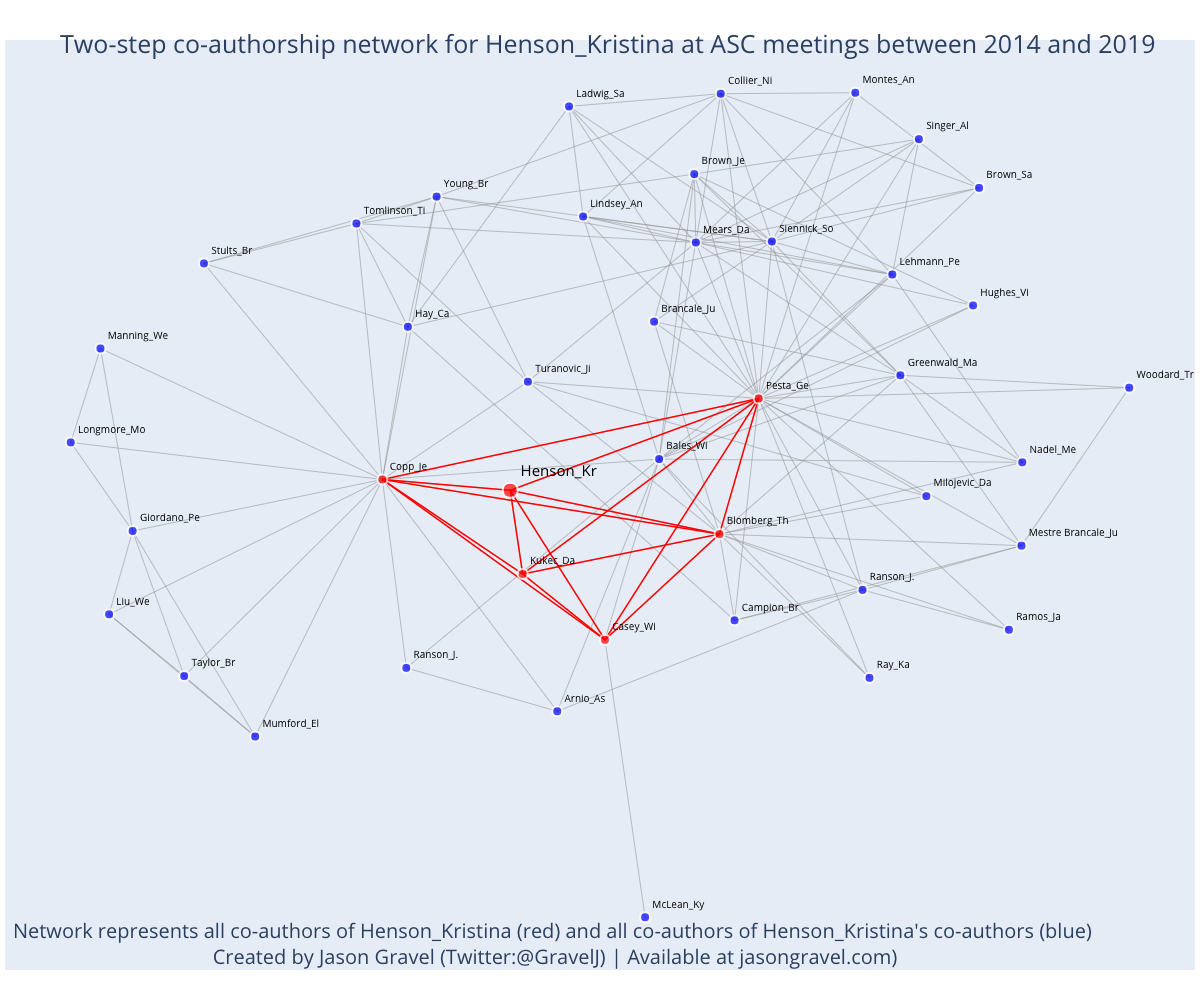 Two-step co-authorship network for Henson_Kristina at ASC meetings between 2014 and 2019
Collier_Ni
Montes_An
Ladwig_Sa
Singer_Al
Brown_Je
Brown_Sa
Young_Br
Lindsey_An
Tomlinson_Ti
Mears_Da
Siennick_So
Stults_Br
Lehmann_Pe
Hughes_Vi
Brancale_Ju
Hay_Ca
Manning_We
Greenwald_Ma
Turanovic_Ji
Woodard_Tr
Pesta_Ge
Longmore_Mo
Bales_Wi
Copp_Je
Henson_Kr
Nadel_Me
Milojevic_Da
Giordano_Pe
Blomberg_Th
Mestre Brancale_Ju
Kukec_Da
Ranson_J.
Liu_We
Campion_Br
Ramos_Ja
Casey_Wi
Ranson_J.
Taylor_Br
Ray_Ka
Arnio_As
Mumford_El
McLean_Ky
Network represents all co-authors of Henson_Kristina (red) and all co-authors of Henson_Kristina's co-authors (blue)
Created by Jason Gravel (Twitter:@GravelJ) | Available at jasongravel.com)